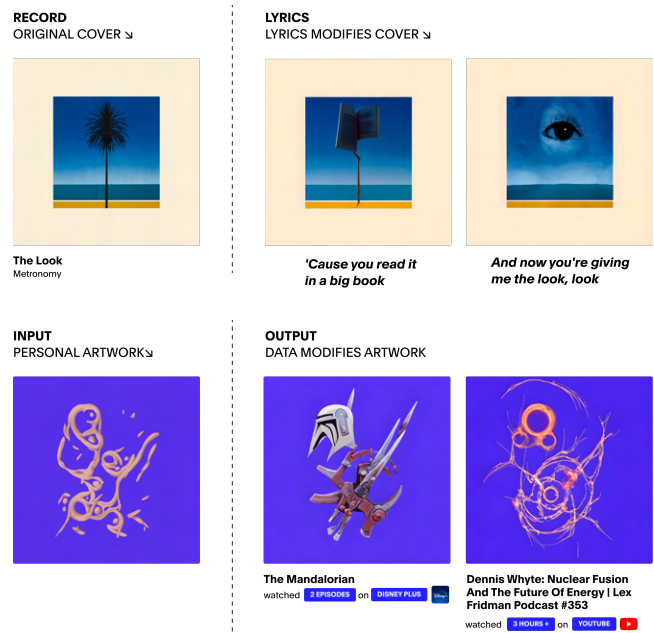 RECORD
ORIGINAL COVER ↘
LYRICS
LYRICS MODIFIES COVER ↘
The Look
Metronomy
'Cause you read it
in a big book
And now you're giving
me the look, look
INPUT
PERSONAL ARTWORK↘
OUTPUT
DATA MODIFIES ARTWORK
The Mandalorian
watched 2 EPISODES on DISNEY PLUS Disney+
Dennis Whyte: Nuclear Fusion
And The Future Of Energy | Lex
Fridman Podcast #353
watched 3 HOURS + on YOUTUBE